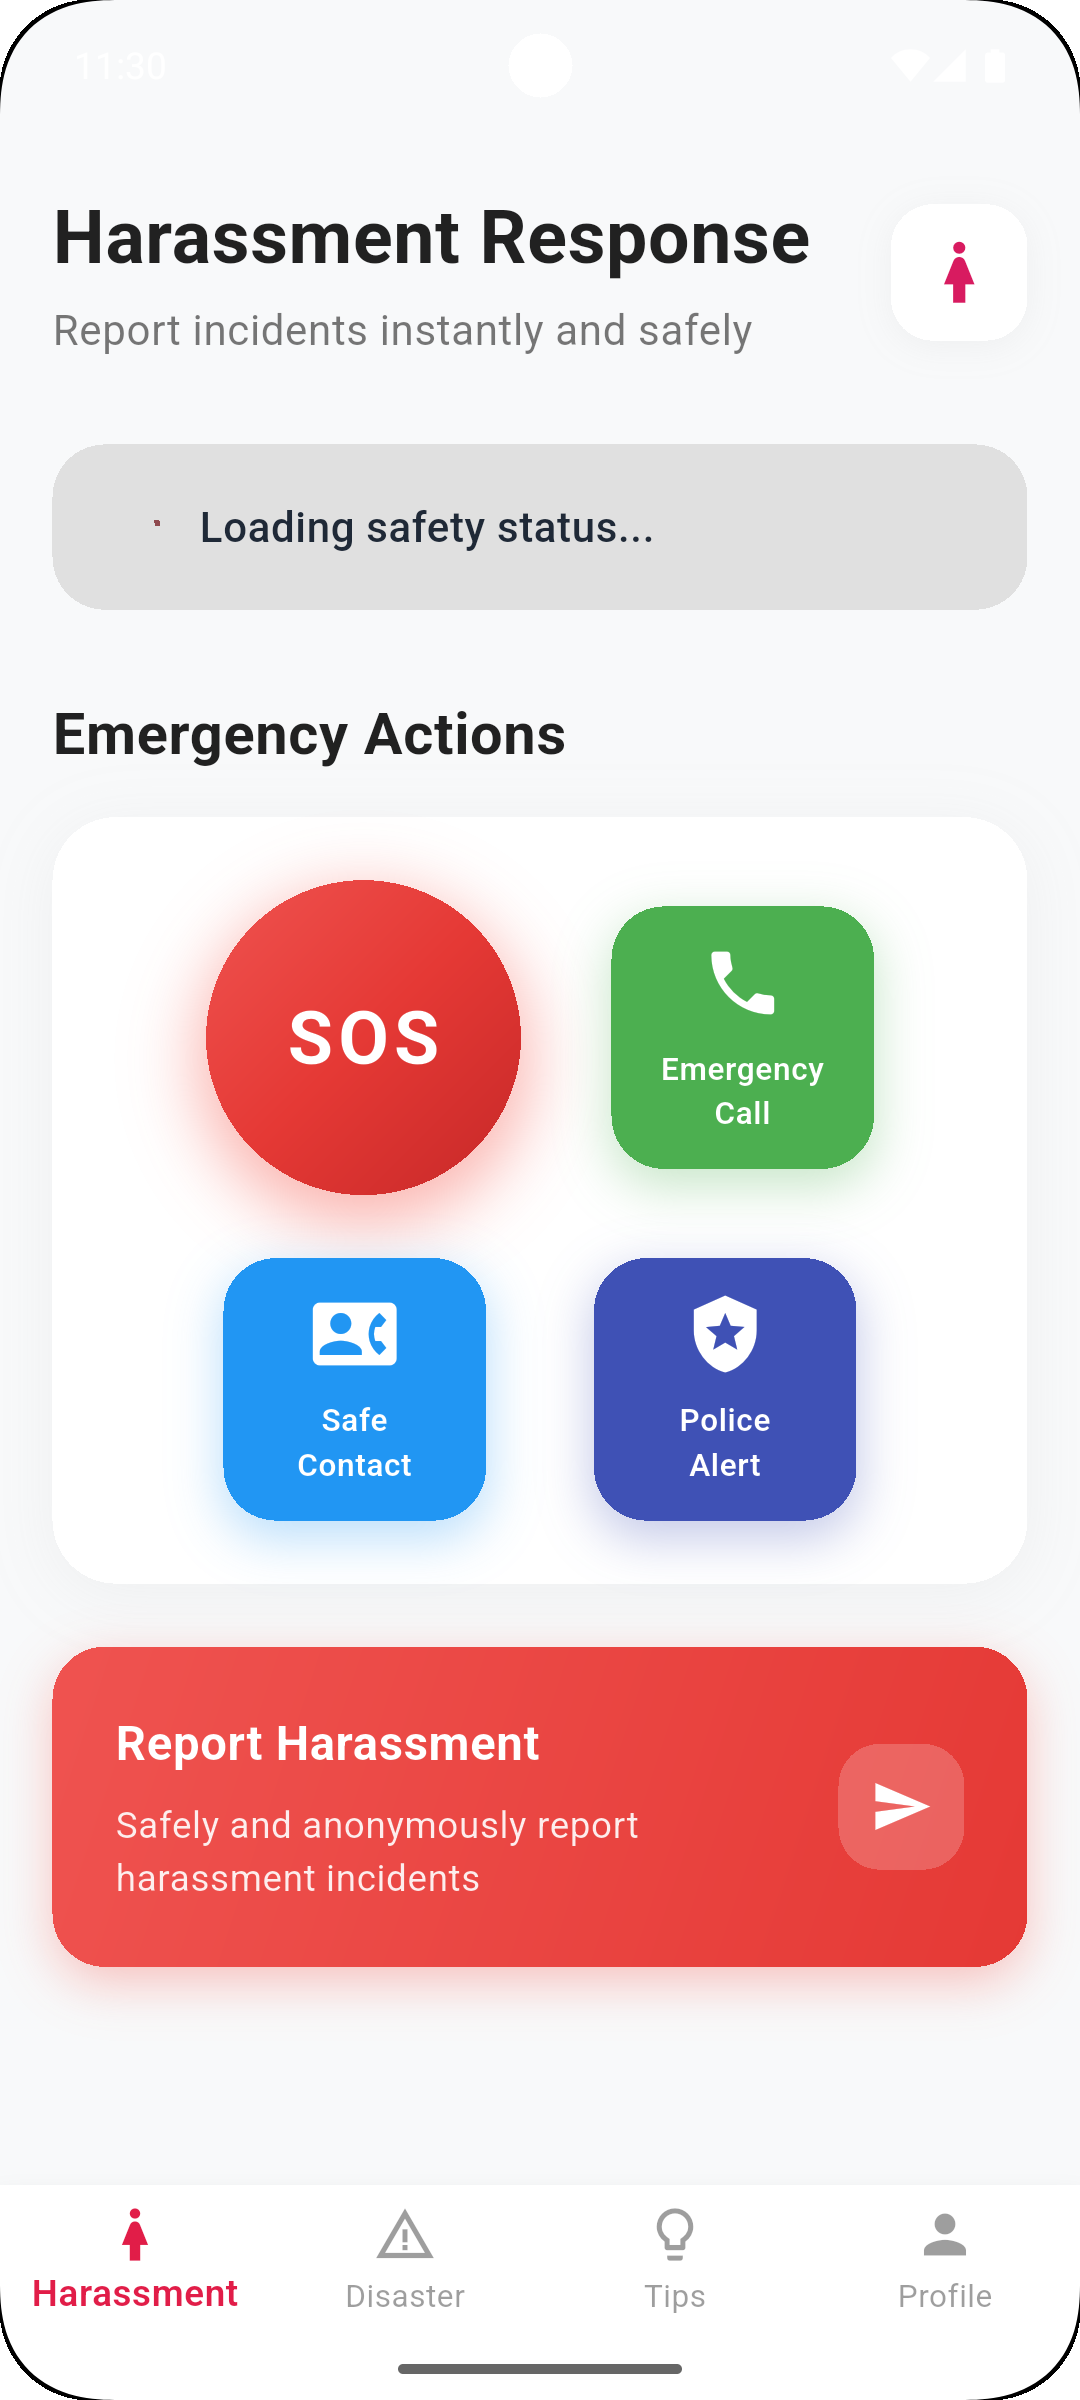 11:30
Harassment Response
Report incidents instantly and safely
Loading safety status...
Emergency Actions
SOS
Emergency
Call
Safe
Contact
Police
Alert
Report Harassment
Safely and anonymously report
harassment incidents
Harassment
Disaster
Tips
Profile